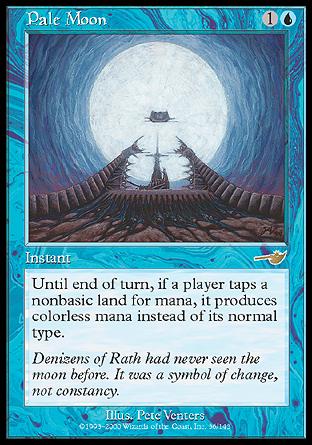 Pale Moon 1
Instant
Until end of turn, if a player taps a
nonbasic land for mana, it produces
colorless mana instead of its normal
type.
Denizens of Rath had never seen the
moon before. It was a symbol of change,
not constancy.
Illus. Pete Venters
©1993-2000 Wizards of the Coast, Inc. 36/143